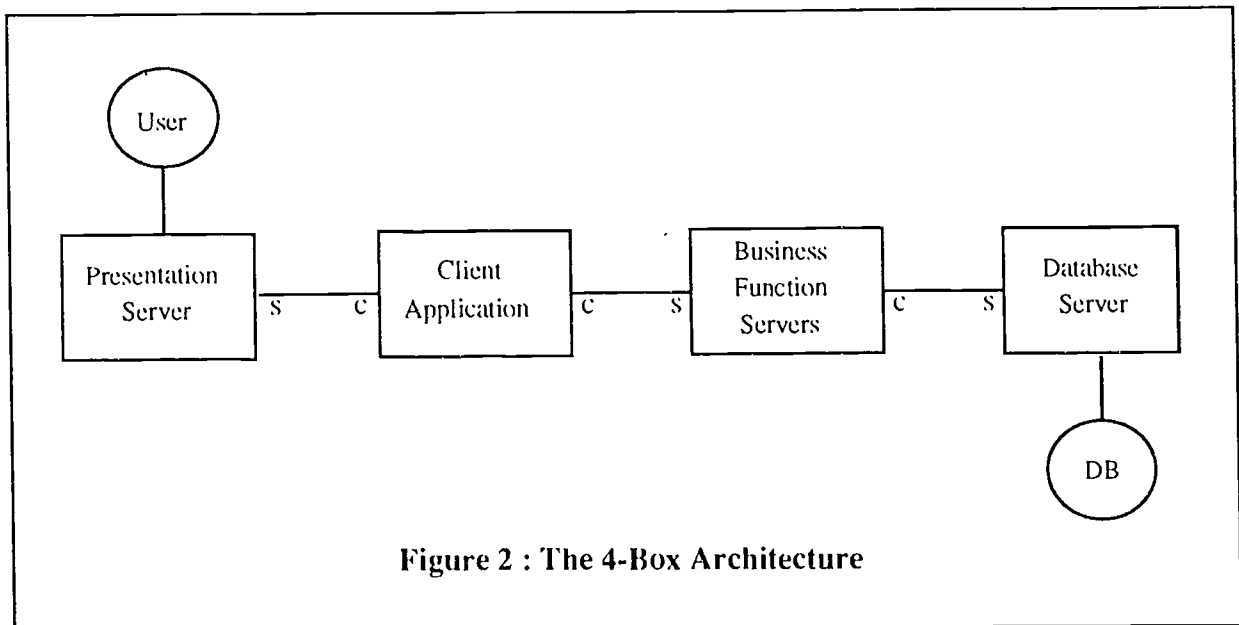 User
Presentation
Server
S
C
Client
Application
C
S
Business
Function
Servers
C
S
Database
Server
DB
Figure 2 : The 4-Box Architecture